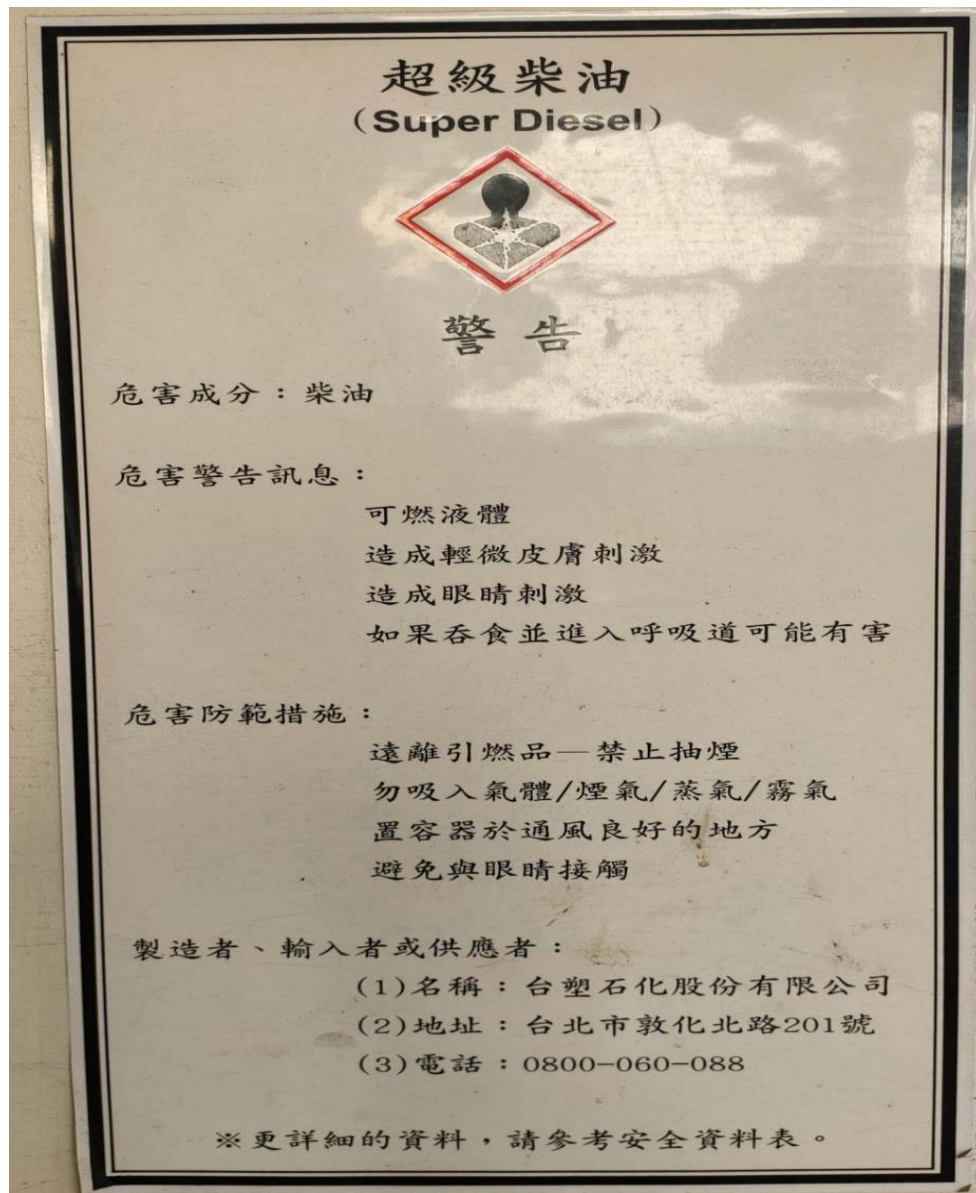 超級柴油
(Super Diesel)
警告
危害成分：柴油
危害警告訊息：
可燃液體
造成輕微皮膚刺激
造成眼睛刺激
如果吞食並進入呼吸道可能有害
危害防範措施：
遠離引燃品—禁止抽煙
勿吸入氣體/煙氣/蒸氣/霧氣
置容器於通風良好的地方
避免與眼睛接觸
製造者、輸入者或供應者：
(1)名稱：台塑石化股份有限公司
(2)地址：台北市敦化北路201號
(3)電話：0800-060-088
※更詳細的資料，請參考安全資料表。